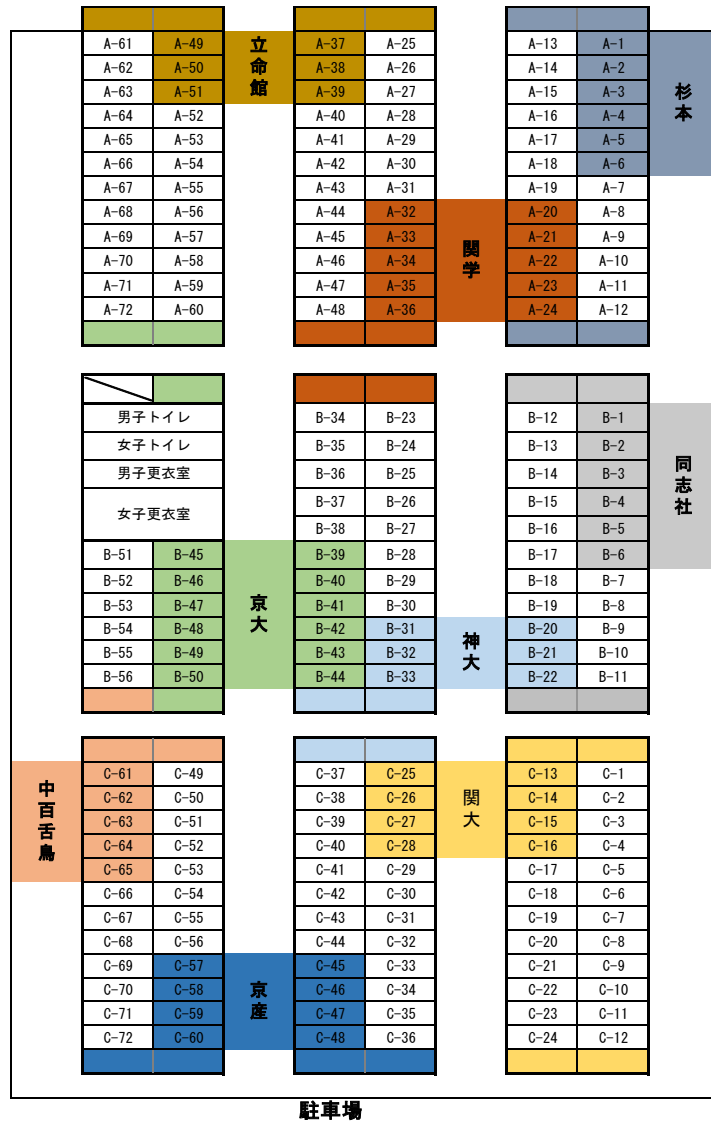 A-61 A-49 立命館 A-37 A-25 A-13 A-1 杉本
A-62 A-50 A-38 A-26 A-14 A-2
A-63 A-51 A-39 A-27 A-15 A-3
A-64 A-52 A-40 A-28 A-16 A-4
A-65 A-53 A-41 A-29 A-17 A-5
A-66 A-54 A-42 A-30 A-18 A-6
A-67 A-55 A-43 A-31 A-19 A-7
A-68 A-56 A-44 A-32 関学 A-20 A-8
A-69 A-57 A-45 A-33 A-21 A-9
A-70 A-58 A-46 A-34 A-22 A-10
A-71 A-59 A-47 A-35 A-23 A-11
A-72 A-60 A-48 A-36 A-24 A-12
男子トイレ B-34 B-23 B-12 B-1 同志社
女子トイレ B-35 B-24 B-13 B-2
男子更衣室 B-36 B-25 B-14 B-3
女子更衣室 B-37 B-26 B-15 B-4
B-38 B-27 B-16 B-5
B-51 B-45 京大 B-39 B-28 B-17 B-6
B-52 B-46 B-40 B-29 B-18 B-7
B-53 B-47 B-41 B-30 B-19 B-8
B-54 B-48 B-42 B-31 神大 B-20 B-9
B-55 B-49 B-43 B-32 B-21 B-10
B-56 B-50 B-44 B-33 B-22 B-11
中百舌鳥 C-61 C-49 C-37 C-25 関大 C-13 C-1
C-62 C-50 C-38 C-26 C-14 C-2
C-63 C-51 C-39 C-27 C-15 C-3
C-64 C-52 C-40 C-28 C-16 C-4
C-65 C-53 C-41 C-29 C-17 C-5
C-66 C-54 C-42 C-30 C-18 C-6
C-67 C-55 C-43 C-31 C-19 C-7
C-68 C-56 C-44 C-32 C-20 C-8
C-69 C-57 京産 C-45 C-33 C-21 C-9
C-70 C-58 C-46 C-34 C-22 C-10
C-71 C-59 C-47 C-35 C-23 C-11
C-72 C-60 C-48 C-36 C-24 C-12
駐車場